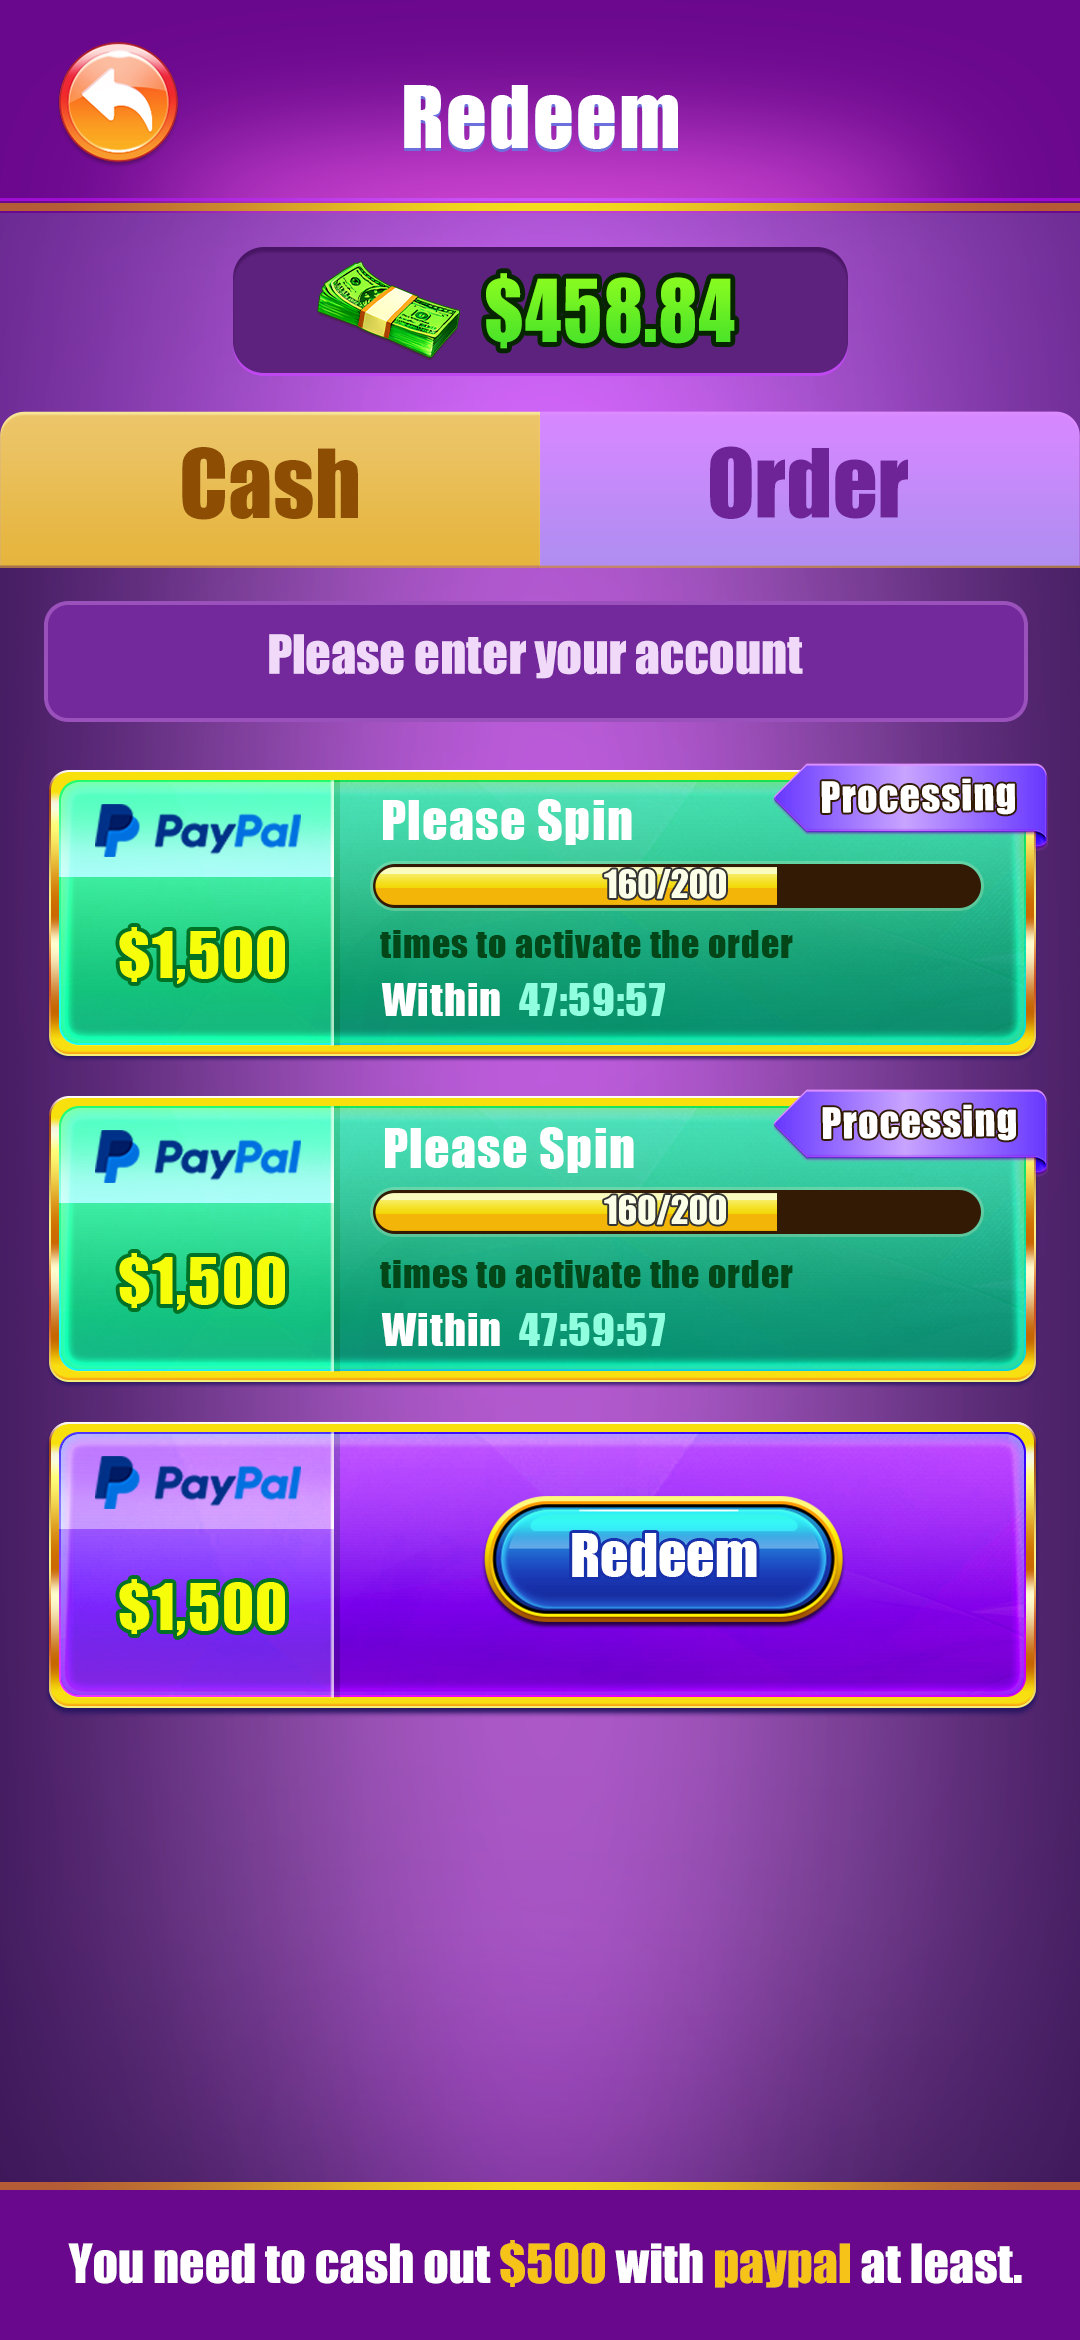 Redeem
$458.84
Cash
Order
Please enter your account
Processing
PayPal
Please Spin
160/200
$1,500
times to activate the order
Within 47:59:57
Processing
PayPal
Please Spin
160/200
$1,500
times to activate the order
Within 47:59:57
PayPal
Redeem
$1,500
You need to cash out $500 with paypal at least.